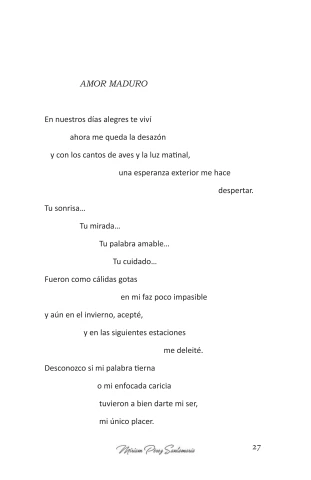 AMOR MADURO
En nuestros días alegres te viví
ahora me queda la desazón
y con los cantos de aves y la luz matinal,
una esperanza exterior me hace
despertar.
Tu sonrisa…
Tu mirada…
Tu palabra amable…
Tu cuidado…
Fueron como cálidas gotas
en mi faz poco impasible
y aún en el invierno, acepté,
y en las siguientes estaciones
me deleité.
Desconozco si mi palabra tierna
o mi enfocada caricia
tuvieron a bien darte mi ser,
mi único placer.
Miriam Pérez Santamaría 27